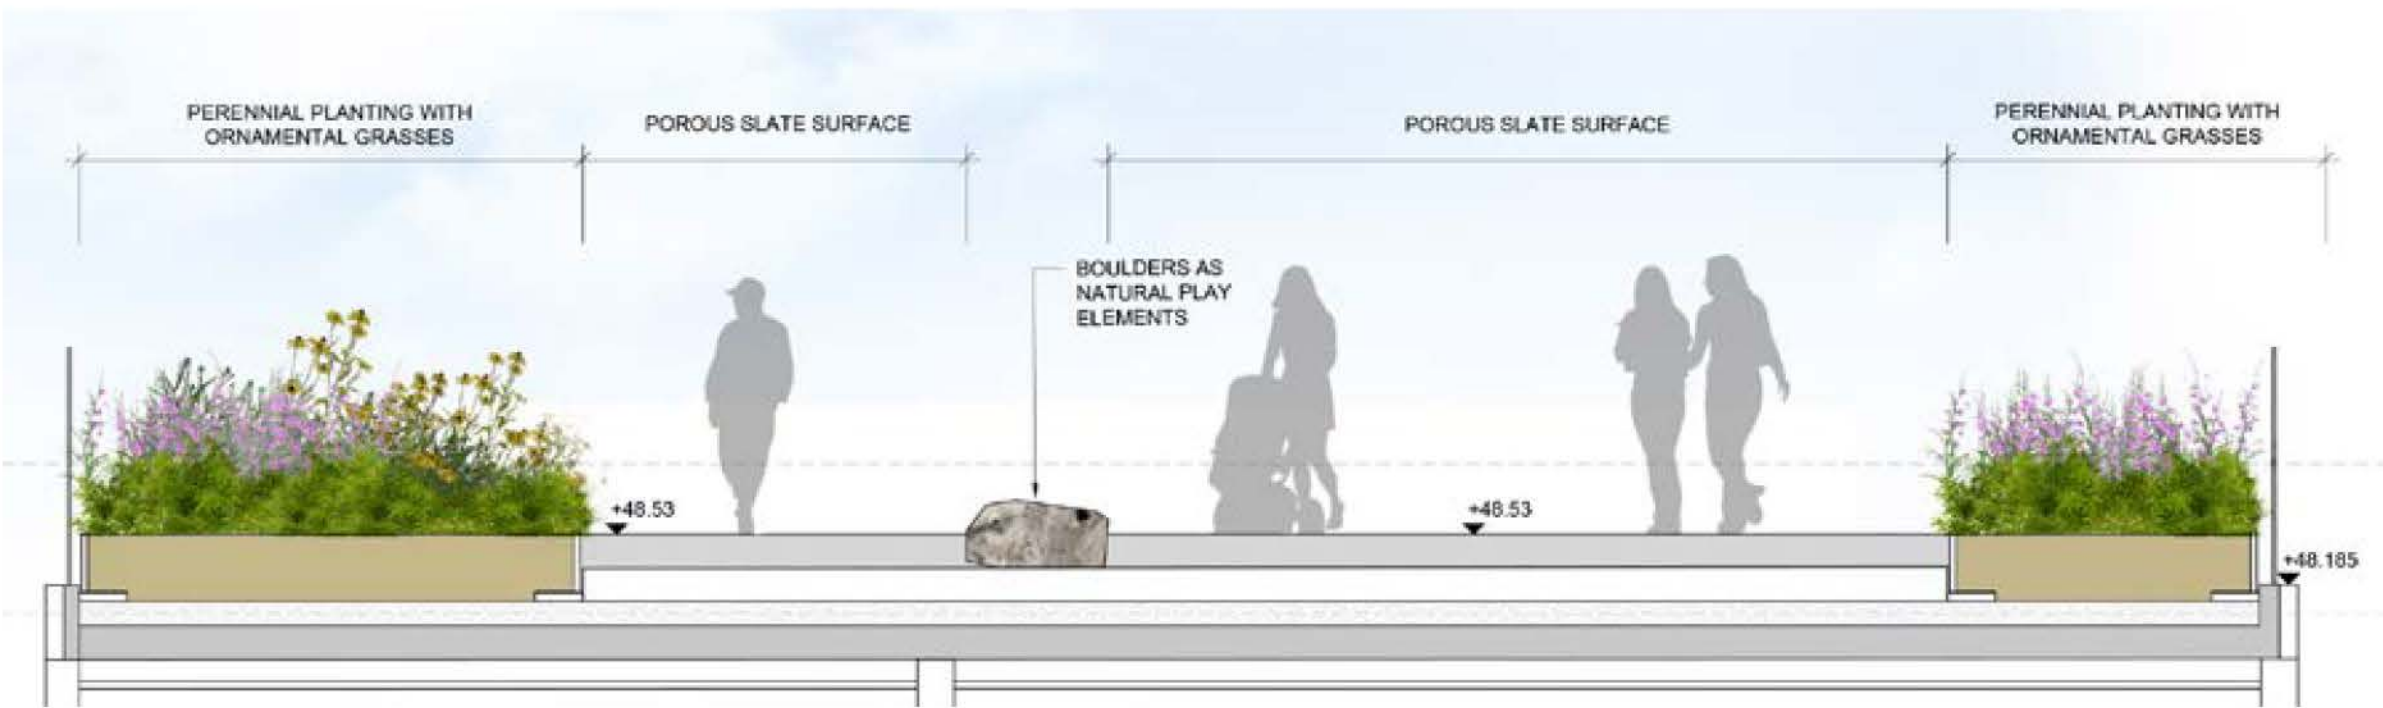 PERENNIAL PLANTING WITH
ORNAMENTAL GRASSES
POROUS SLATE SURFACE
POROUS SLATE SURFACE
PERENNIAL PLANTING WITH
ORNAMENTAL GRASSES
BOULDERS AS
NATURAL PLAY
ELEMENTS
+48.53
+48.53
+48.185